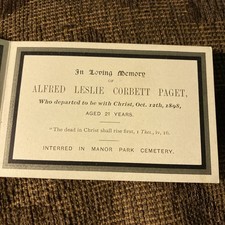 In Loving Memory
OF
ALFRED LESLIE CORBETT PAGET,
Who departed to be with Christ, Oct. 12th, 1898,
AGED 21 YEARS.
"The dead in Christ shall rise first, 1 Thes., iv, 16.
INTERRED IN MANOR PARK CEMETERY.